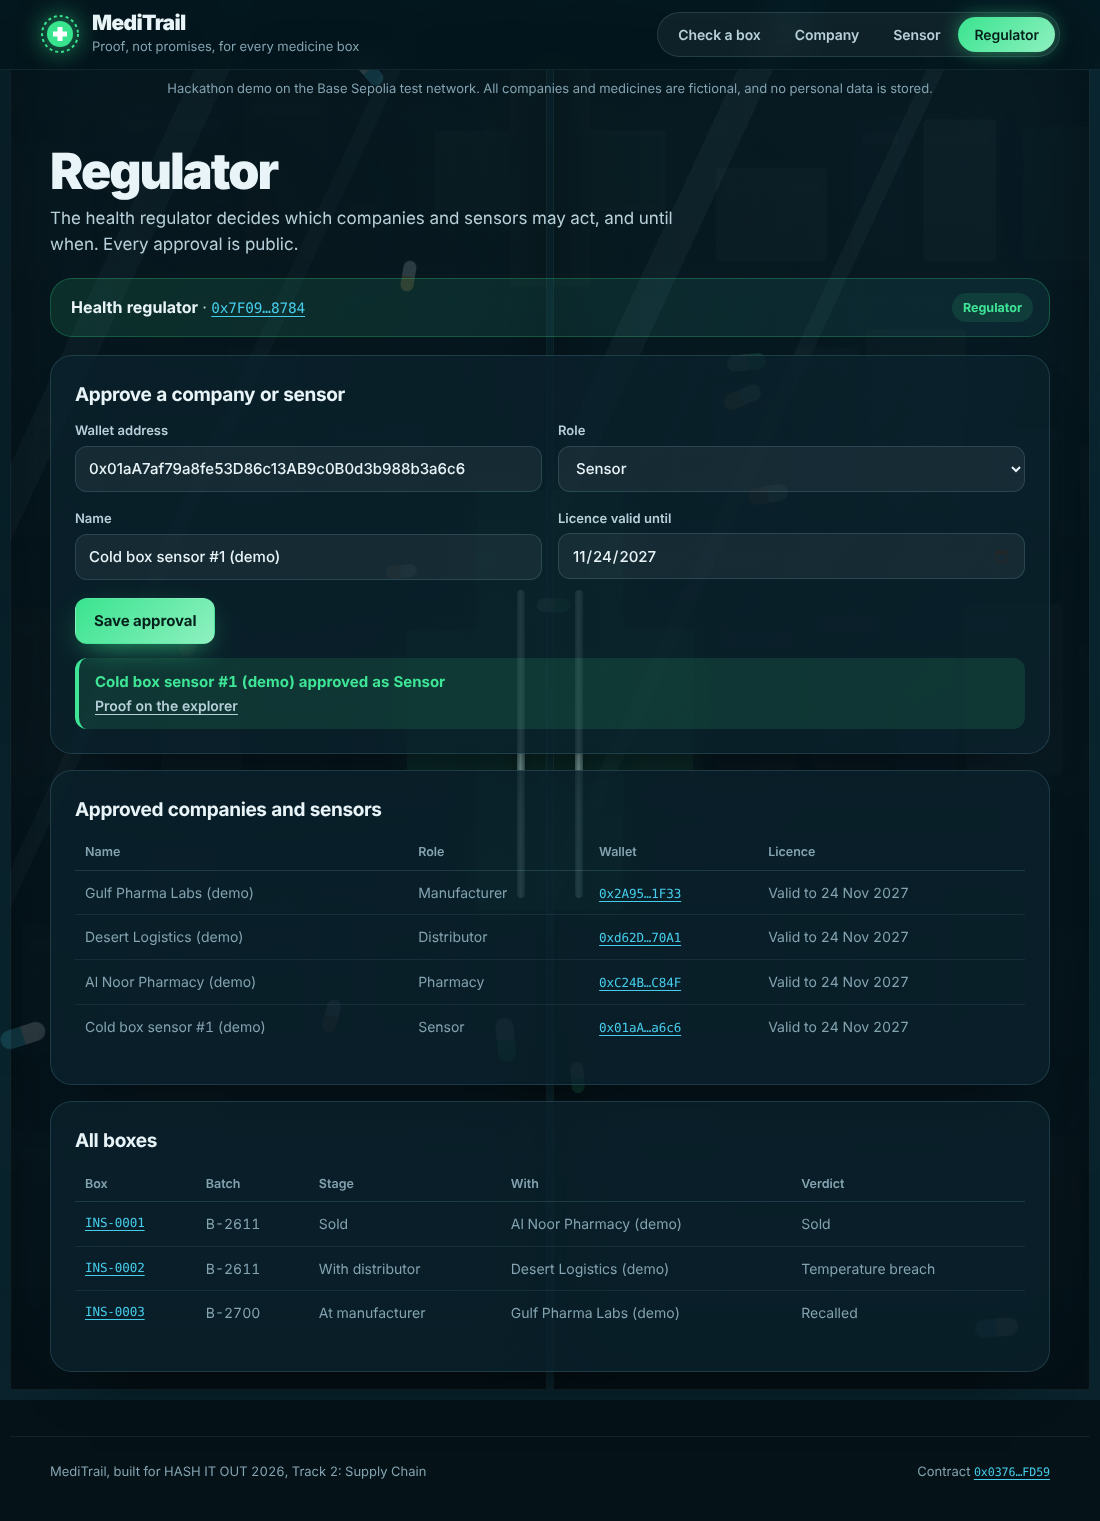 MediTrail
Proof, not promises, for every medicine box
Check a box
Company
Sensor
Regulator
Hackathon demo on the Base Sepolia test network. All companies and medicines are fictional, and no personal data is stored.
Regulator
The health regulator decides which companies and sensors may act, and until
when. Every approval is public.
Health regulator · 0x7F09…8784
Regulator
Approve a company or sensor
Wallet address
Role
0x01aA7af79a8fe53D86c13AB9c0B0d3b988b3a6c6
Sensor
Name
Licence valid until
Cold box sensor #1 (demo)
11/24/2027
Save approval
Cold box sensor #1 (demo) approved as Sensor
Proof on the explorer
Approved companies and sensors
Name Role Wallet Licence
Gulf Pharma Labs (demo) Manufacturer 0x2A95…1F33 Valid to 24 Nov 2027
Desert Logistics (demo) Distributor 0xd62D…70A1 Valid to 24 Nov 2027
Al Noor Pharmacy (demo) Pharmacy 0xC24B…C84F Valid to 24 Nov 2027
Cold box sensor #1 (demo) Sensor 0x01aA…a6c6 Valid to 24 Nov 2027
All boxes
Box Batch Stage With Verdict
INS-0001 B-2611 Sold Al Noor Pharmacy (demo) Sold
INS-0002 B-2611 With distributor Desert Logistics (demo) Temperature breach
INS-0003 B-2700 At manufacturer Gulf Pharma Labs (demo) Recalled
MediTrail, built for HASH IT OUT 2026, Track 2: Supply Chain
Contract 0x0376…FD59